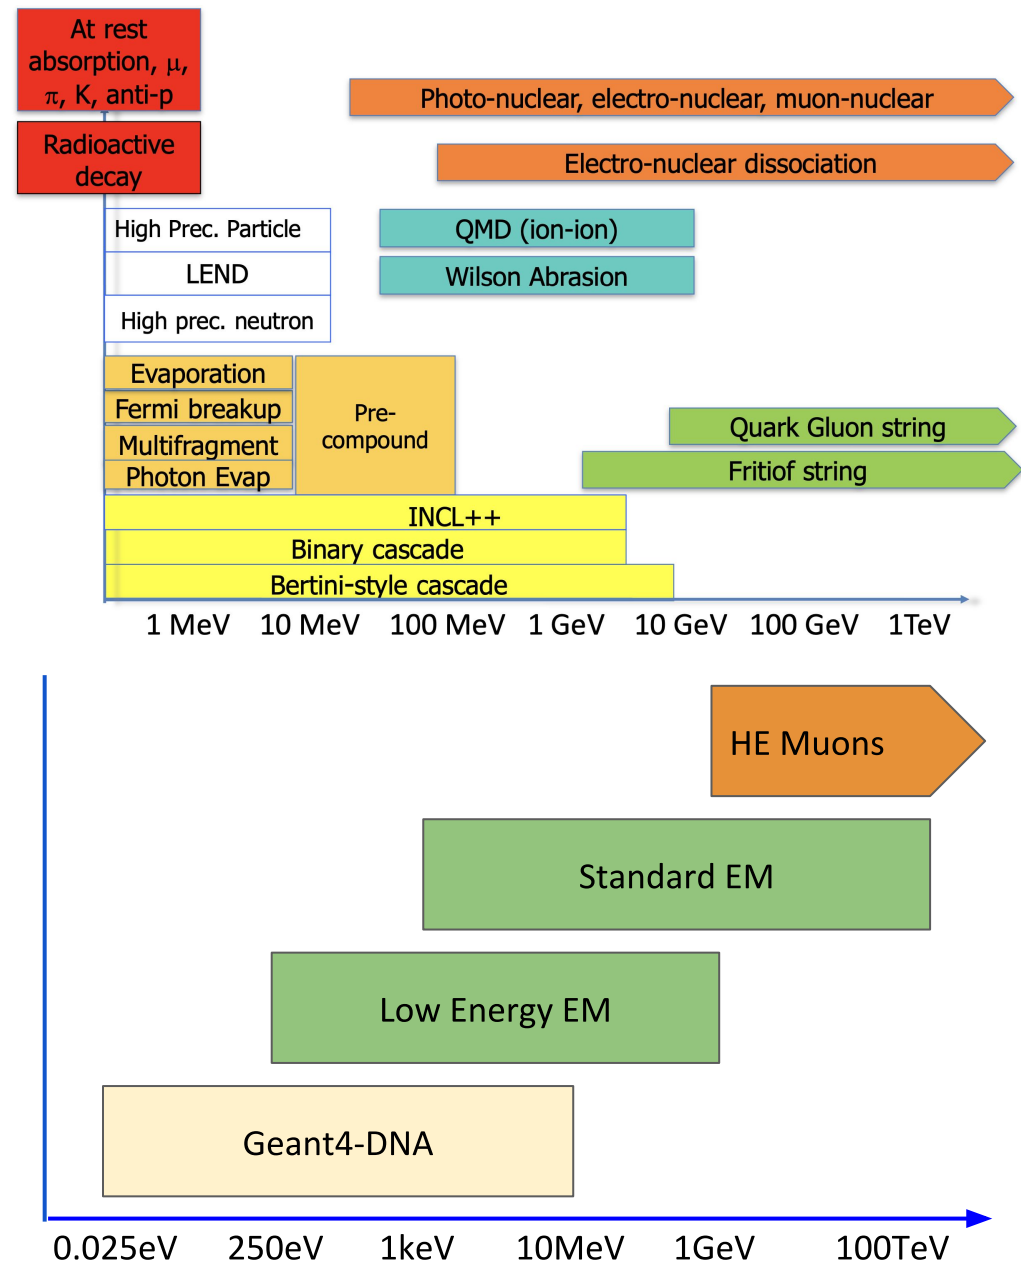 At rest
absorption, μ,
π, K, anti-p
Photo-nuclear, electro-nuclear, muon-nuclear
Radioactive
decay
Electro-nuclear dissociation
High Prec. Particle
QMD (ion-ion)
LEND
Wilson Abrasion
High prec. neutron
Evaporation
Fermi breakup
Multifragment
Photon Evap
Pre-
compound
Quark Gluon string
Fritiof string
INCL++
Binary cascade
Bertini-style cascade
1 MeV 10 MeV 100 MeV 1 GeV 10 GeV 100 GeV 1TeV
HE Muons
Standard EM
Low Energy EM
Geant4-DNA
0.025eV 250eV 1keV 10MeV 1GeV 100TeV